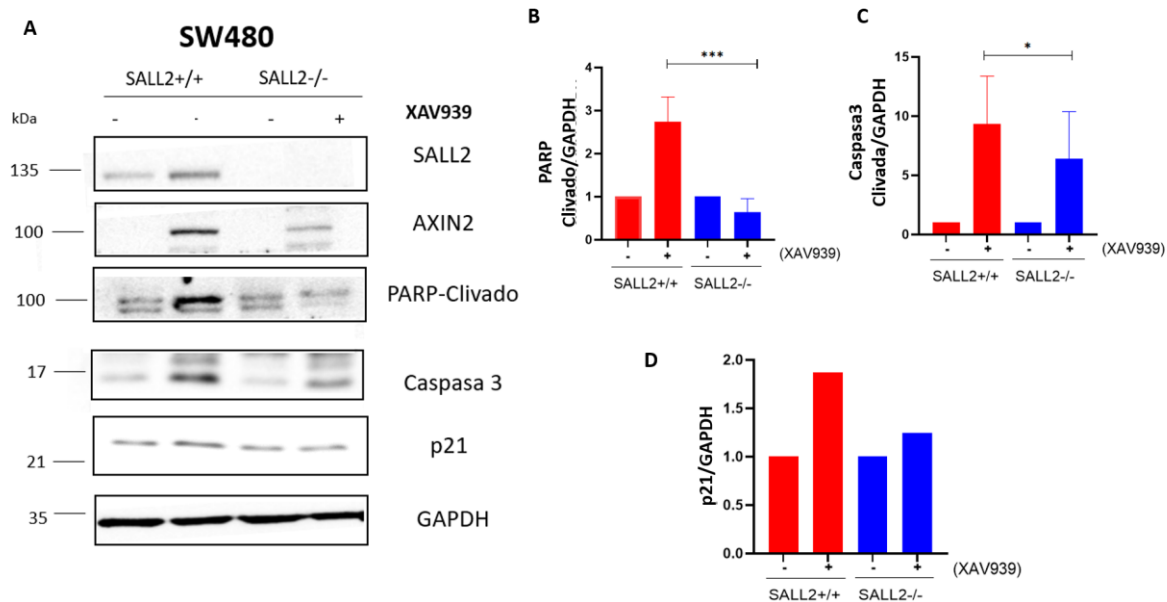 A
SW480
SALL2+/+ SALL2-/-
kDa - - - + XAV939
135 SALL2
100 AXIN2
100 PARP-Clivado
17 Caspasa 3
21 p21
35 GAPDH
B
***
PARP
Clivado/GAPDH
4
3
2
1
0
- + - + (XAV939)
SALL2+/+ SALL2-/-
C
*
Caspasa3
Clivada/GAPDH
15
10
5
0
- + - + (XAV939)
SALL2+/+ SALL2-/-
D
p21/GAPDH
2.0
1.5
1.0
0.5
0.0
- + - + (XAV939)
SALL2+/+ SALL2-/-